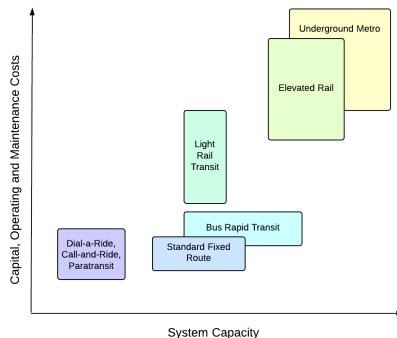 Underground Metro
Elevated Rail
Light
Rail
Transit
Bus Rapid Transit
Standard Fixed
Route
Dial-a-Ride,
Call-and-Ride,
Paratransit
Capital, Operating and Maintenance Costs
System Capacity